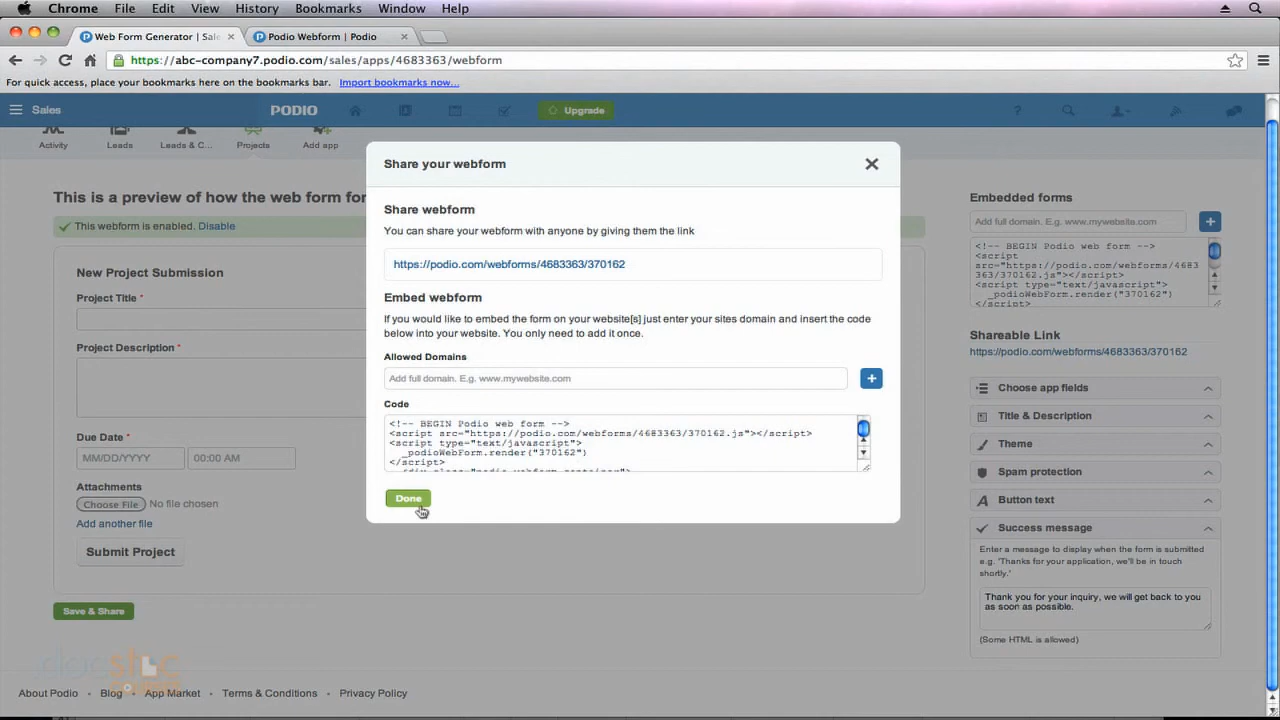 Chrome File Edit View History Bookmarks Window Help
Web Form Generator | Sale
Podio Webform | Podio
https://abc-company7.podio.com/sales/apps/4683363/webform
For quick access, place your bookmarks here on the bookmarks bar. Import bookmarks now...
Sales
PODIO
Upgrade
?
Activity
Leads
Leads & C...
Projects
Add app
Share your webform
This is a preview of how the web form for
This webform is enabled. Disable
New Project Submission
Project Title *
Project Description *
Due Date *
MM/DD/YYYY
00:00 AM
Attachments
Choose File No file chosen
Add another file
Submit Project
Save & Share
Share webform
You can share your webform with anyone by giving them the link
https://podio.com/webforms/4683363/370162
Embed webform
If you would like to embed the form on your website[s] just enter your sites domain and insert the code
below into your website. You only need to add it once.
Allowed Domains
Add full domain. E.g. www.mywebsite.com
+
Code
<!-- BEGIN Podio web form -->
<script src="https://podio.com/webforms/4683363/370162.js"></script>
<script type="text/javascript">
_podioWebForm.render("370162")
</script>
Done
Embedded forms
Add full domain. E.g. www.mywebsite.com
+
<!-- BEGIN Podio web form -->
<script
src="https://podio.com/webforms/4683
363/370162.js"></script>
<script type="text/javascript">
_podioWebForm.render("370162")
</script>
Shareable Link
https://podio.com/webforms/4683363/370162
Choose app fields
Title & Description
Theme
Spam protection
A Button text
Success message
Enter a message to display when the form is submitted
e.g. 'Thanks for your application, we'll be in touch
shortly.'
Thank you for your inquiry, we will get back to you
as soon as possible.
(Some HTML is allowed)
docstoc
About Podio • Blog • App Market • Terms & Conditions • Privacy Policy